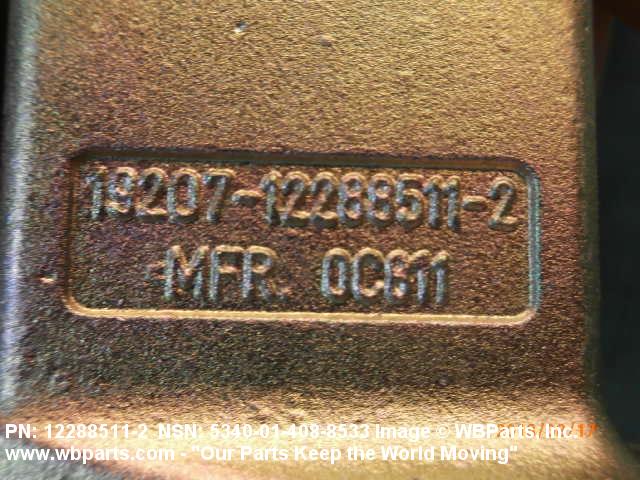 19207-12288511-2
MFR. 0C611
PN: 12288511-2 NSN: 5340-01-408-8533 Image © WBParts, Inc.
www.wbparts.com - "Our Parts Keep the World Moving"